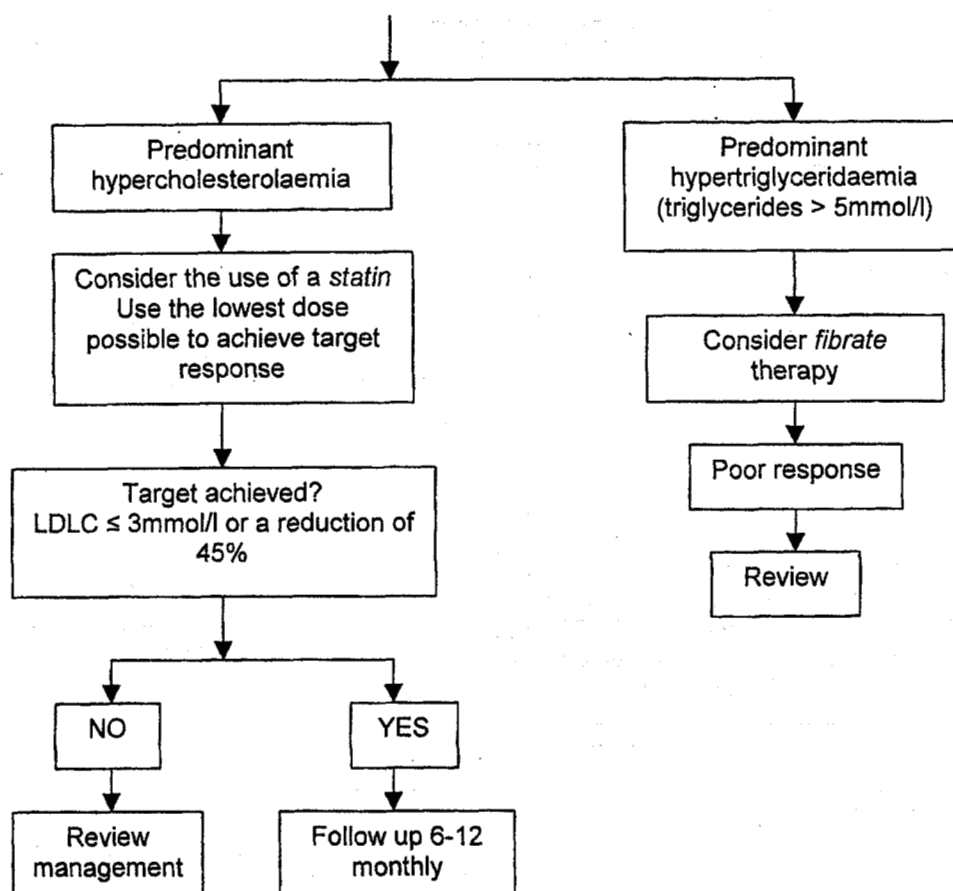 Predominant
hypercholesterolaemia
Consider the use of a statin
Use the lowest dose
possible to achieve target
response
Target achieved?
LDLC ≤ 3mmol/l or a reduction of
45%
NO
Review
management
YES
Follow up 6-12
monthly
Predominant
hypertriglyceridaemia
(triglycerides > 5mmol/l)
Consider fibrate
therapy
Poor response
Review